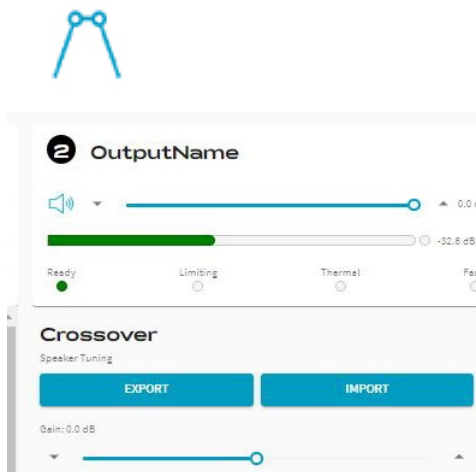 2 OutputName
0.0
-32.6 dB
Ready Limiting Thermal
Crossover
Speaker Tuning
EXPORT IMPORT
Gain: 0.0 dB